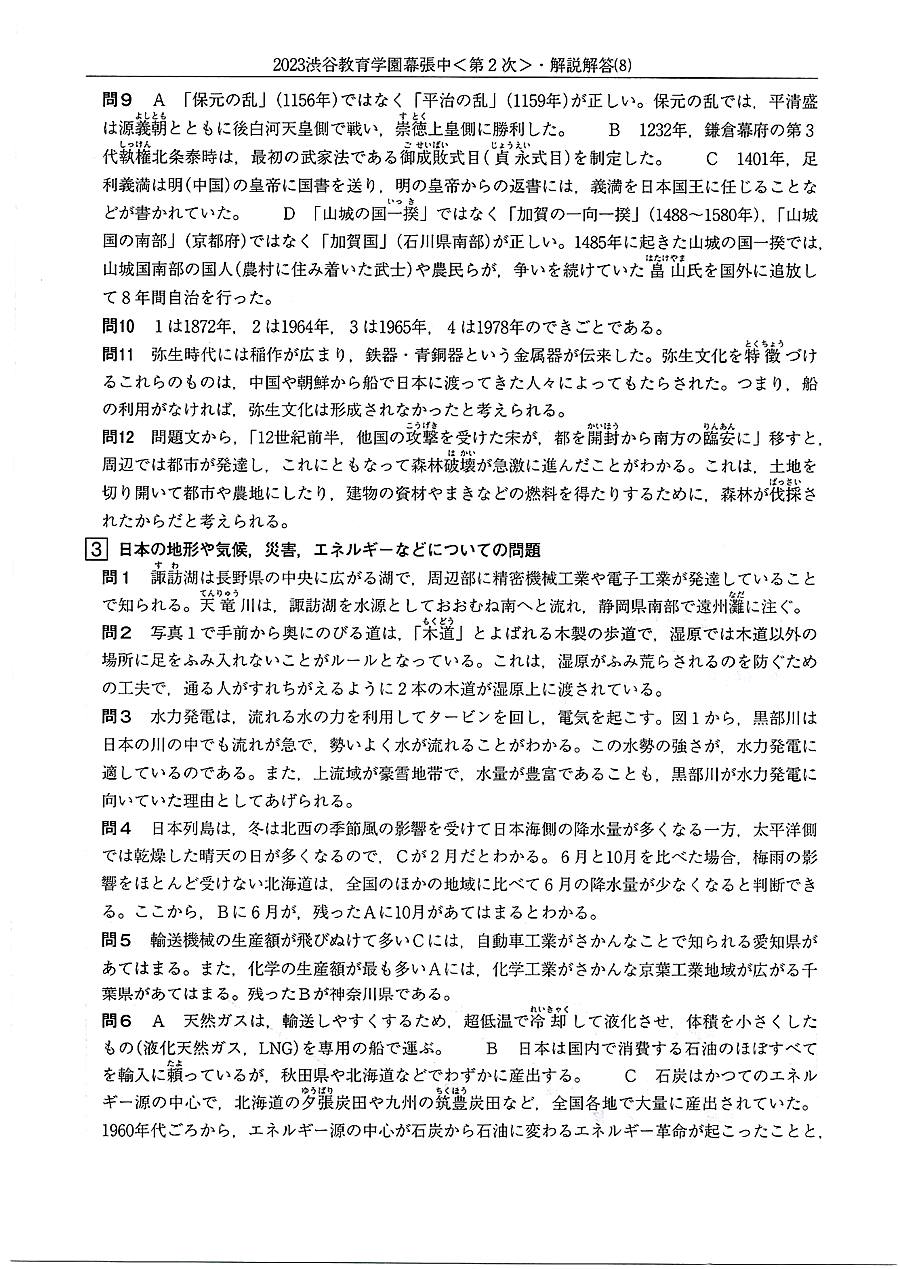 2023渋谷教育学園幕張中＜第２次＞・解説解答(8)
問9　A　「保元の乱」(1156年)ではなく「平治の乱」(1159年)が正しい。保元の乱では，平清盛
は源義朝とともに後白河天皇側で戦い，崇徳上皇側に勝利した。　　B　1232年，鎌倉幕府の第３
代執権北条泰時は，最初の武家法である御成敗式目(貞永式目)を制定した。　　C　1401年，足
利義満は明(中国)の皇帝に国書を送り，明の皇帝からの返書には，義満を日本国王に任じることな
どが書かれていた。　　D　「山城の国一揆」ではなく「加賀の一向一揆」(1488～1580年)，「山城
国の南部」(京都府)ではなく「加賀国」(石川県南部)が正しい。1485年に起きた山城の国一揆では，
山城国南部の国人(農村に住み着いた武士)や農民らが，争いを続けていた畠山氏を国外に追放し
て８年間自治を行った。
問10　１は1872年，２は1964年，３は1965年，４は1978年のできごとである。
問11　弥生時代には稲作が広まり，鉄器・青銅器という金属器が伝来した。弥生文化を特徴づけ
るこれらのものは，中国や朝鮮から船で日本に渡ってきた人々によってもたらされた。つまり，船
の利用がなければ，弥生文化は形成されなかったと考えられる。
問12　問題文から，「12世紀前半，他国の攻撃を受けた宋が，都を開封から南方の臨安に」移すと，
周辺では都市が発達し，これにともなって森林破壊が急激に進んだことがわかる。これは，土地を
切り開いて都市や農地にしたり，建物の資材やまきなどの燃料を得たりするために，森林が伐採さ
れたからだと考えられる。
3　日本の地形や気候，災害，エネルギーなどについての問題
問1　諏訪湖は長野県の中央に広がる湖で，周辺部に精密機械工業や電子工業が発達していること
で知られる。天竜川は，諏訪湖を水源としておおむね南へと流れ，静岡県南部で遠州灘に注ぐ。
問2　写真１で手前から奥にのびる道は，「木道」とよばれる木製の歩道で，湿原では木道以外の
場所に足をふみ入れないことがルールとなっている。これは，湿原がふみ荒らされるのを防ぐため
の工夫で，通る人がすれちがえるように２本の木道が湿原上に渡されている。
問3　水力発電は，流れる水の力を利用してタービンを回し，電気を起こす。図１から，黒部川は
日本の川の中でも流れが急で，勢いよく水が流れることがわかる。この水勢の強さが，水力発電に
適しているのである。また，上流域が豪雪地帯で，水量が豊富であることも，黒部川が水力発電に
向いていた理由としてあげられる。
問4　日本列島は，冬は北西の季節風の影響を受けて日本海側の降水量が多くなる一方，太平洋側
では乾燥した晴天の日が多くなるので，Cが２月だとわかる。６月と10月を比べた場合，梅雨の影
響をほとんど受けない北海道は，全国のほかの地域に比べて６月の降水量が少なくなると判断でき
る。ここから，Bに６月が，残ったAに10月があてはまるとわかる。
問5　輸送機械の生産額が飛びぬけて多いCには，自動車工業がさかんなことで知られる愛知県が
あてはまる。また，化学の生産額が最も多いAには，化学工業がさかんな京葉工業地域が広がる千
葉県があてはまる。残ったBが神奈川県である。
問6　A　天然ガスは，輸送しやすくするため，超低温で冷却して液化させ，体積を小さくした
もの(液化天然ガス，LNG)を専用の船で運ぶ。　　B　日本は国内で消費する石油のほぼすべて
を輸入に頼っているが，秋田県や北海道などでわずかに産出する。　　C　石炭はかつてのエネル
ギー源の中心で，北海道の夕張炭田や九州の筑豊炭田など，全国各地で大量に産出されていた。
1960年代ごろから，エネルギー源の中心が石炭から石油に変わるエネルギー革命が起こったことと，